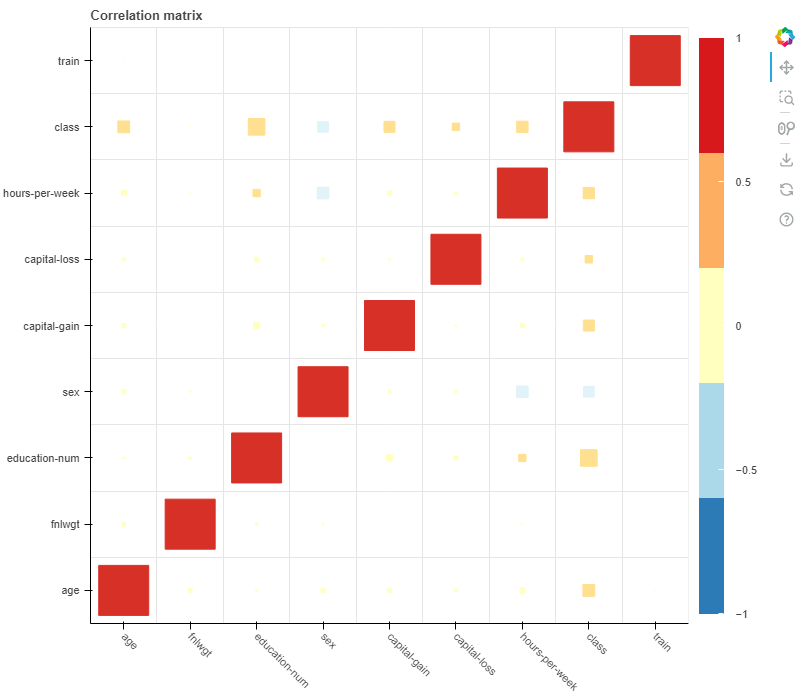 Correlation matrix
train
class
hours-per-week
capital-loss
capital-gain
sex
education-num
fnlwgt
age
age
fnlwgt
education-num
sex
capital-gain
capital-loss
hours-per-week
class
train
1
0.5
0
−0.5
−1